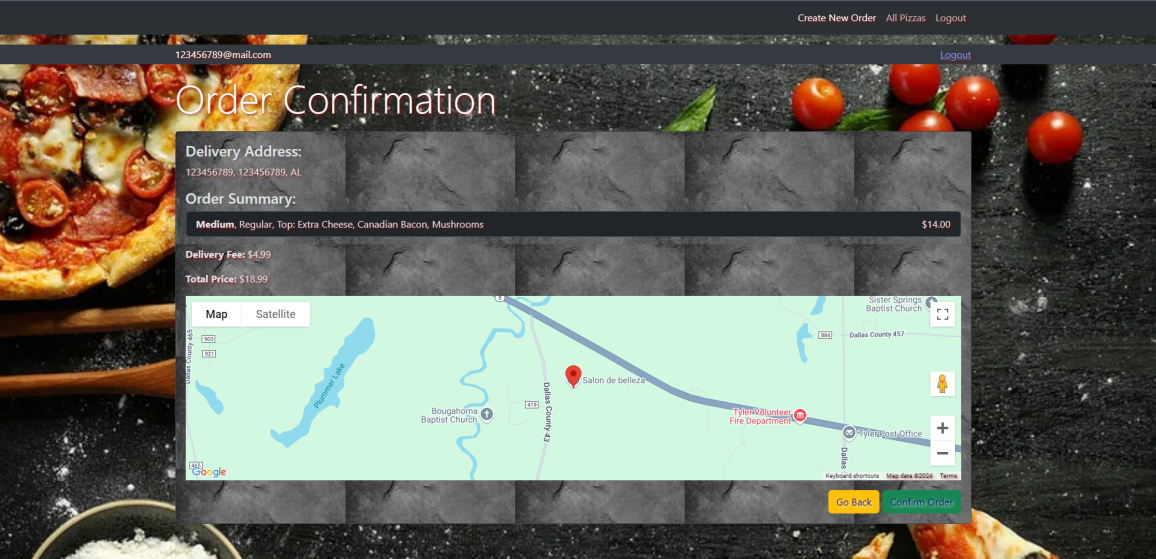 Create New Order All Pizzas Logout
123456789@mail.com Logout
Order Confirmation
Delivery Address:
123456789, 123456789, AL
Order Summary:
Medium, Regular, Top: Extra Cheese, Canadian Bacon, Mushrooms $14.00
Delivery Fee: $4.99
Total Price: $18.99
Map Satellite
8
Sister Springs
Baptist Church
Dallas County 465
903
921
884
Dallas County 457
Plummer Lake
Salon de belleza
Dallas County 43
419
Bougahoma
Baptist Church
Tyler Volunteer
Fire Department
Tyler Post Office
Dallas
465
Google
Keyboard shortcuts Map data ©2024 Terms
Go Back Confirm Order